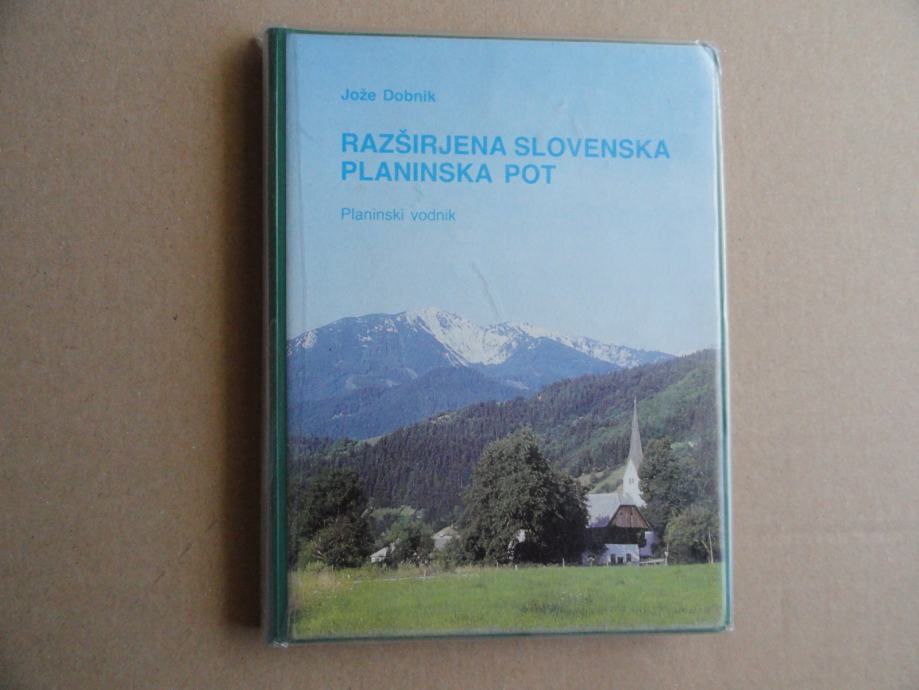 Jože Dobnik
RAZŠIRJENA SLOVENSKA
PLANINSKA POT
Planinski vodnik